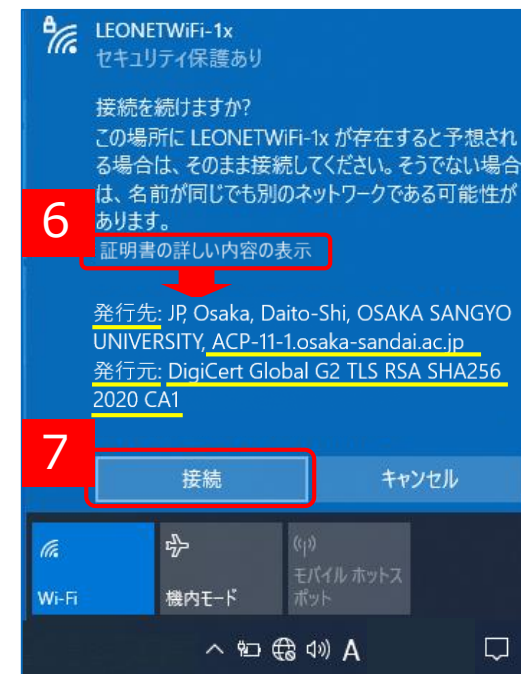 LEONETWiFi-1x
セキュリティ保護あり
接続を続けますか?
この場所に LEONETWiFi-1x が存在すると予想され
る場合は、そのまま接続してください。そうでない場合
は、名前が同じでも別のネットワークである可能性が
あります。
6
証明書の詳しい内容の表示
発行先: JP, Osaka, Daito-Shi, OSAKA SANGYO
UNIVERSITY, ACP-11-1.osaka-sandai.ac.jp
発行元: DigiCert Global G2 TLS RSA SHA256
2020 CA1
7
接続 キャンセル
Wi-Fi 機内モード モバイル ホットス
ポット
A